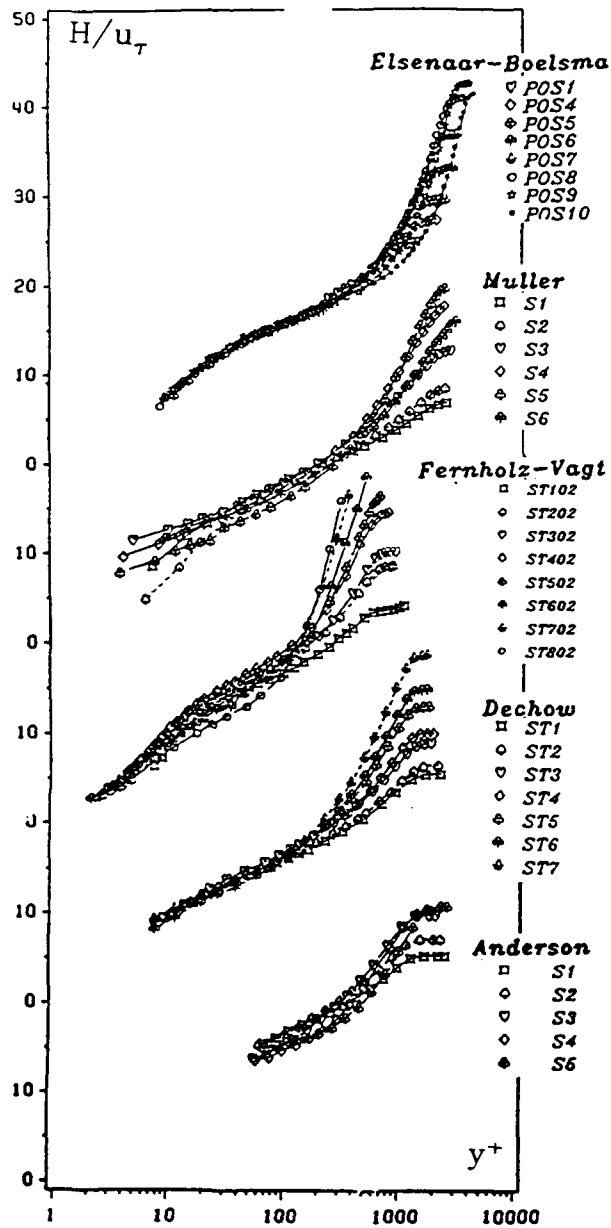 H/uτ
50
40
30
20
10
0
10
0
10
0
10
0
10
0
Elsenaar-Boelsma
POS1
POS4
POS5
POS6
POS7
POS8
POS9
POS10
Muller
S1
S2
S3
S4
S5
S6
Fernholz-Vagt
ST102
ST202
ST302
ST402
ST502
ST602
ST702
ST802
Dechow
ST1
ST2
ST3
ST4
ST5
ST6
ST7
Anderson
S1
S2
S3
S4
S6
y+
1 10 100 1000 10000